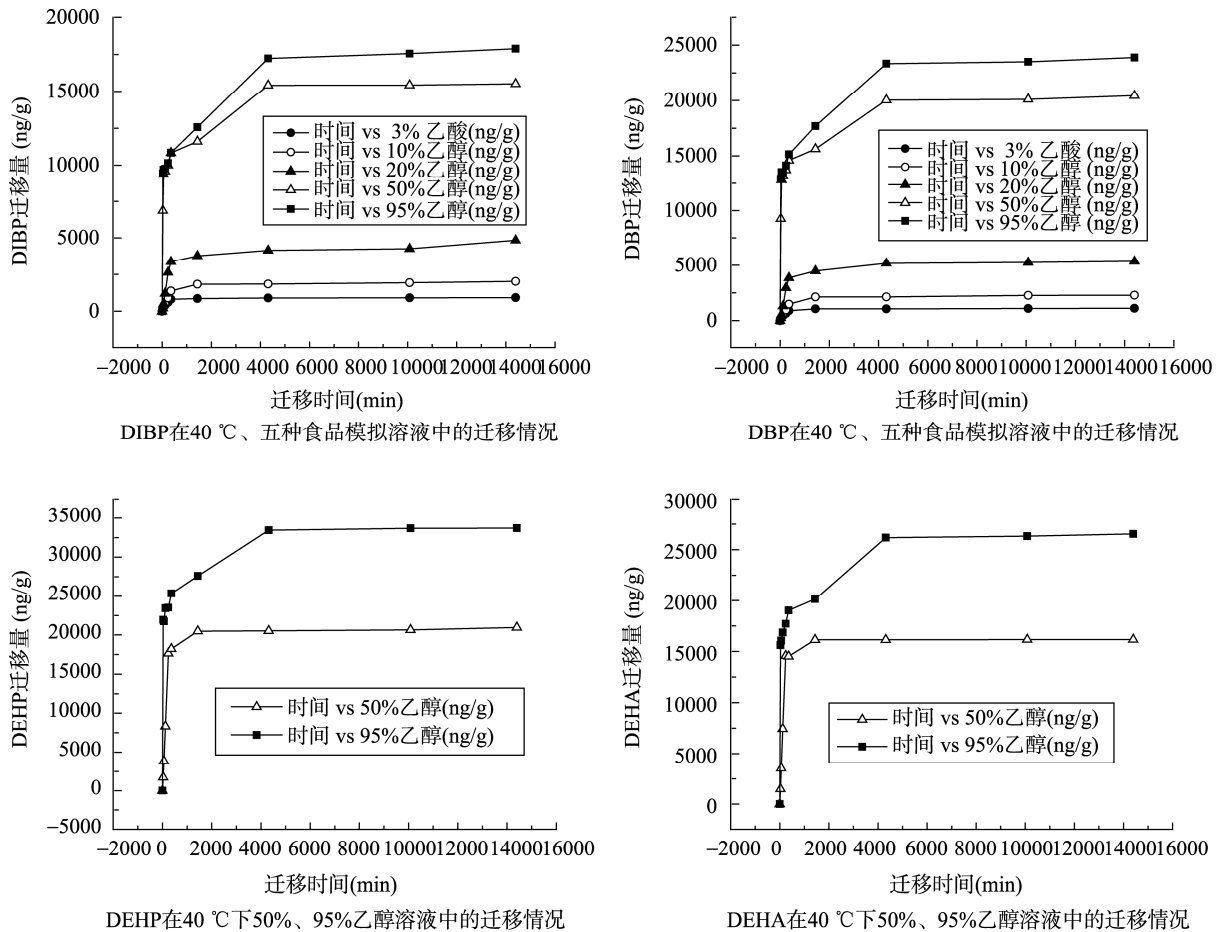 20000
15000
10000
5000
0
DIBP迁移量 (ng/g)
时间 vs 3% 乙酸(ng/g)
时间 vs 10%乙醇(ng/g)
时间 vs 20%乙醇(ng/g)
时间 vs 50%乙醇(ng/g)
时间 vs 95%乙醇(ng/g)
−2000 0 2000 4000 6000 8000 10000 12000 14000 16000
迁移时间(min)
DIBP在40 ℃、五种食品模拟溶液中的迁移情况
25000
20000
15000
10000
5000
0
DBP迁移量 (ng/g)
时间 vs 3% 乙酸 (ng/g)
时间 vs 10%乙醇 (ng/g)
时间 vs 20%乙醇 (ng/g)
时间 vs 50%乙醇 (ng/g)
时间 vs 95%乙醇 (ng/g)
−2000 0 2000 4000 6000 8000 10000 12000 14000 16000
迁移时间(min)
DBP在40 ℃、五种食品模拟溶液中的迁移情况
35000
30000
25000
20000
15000
10000
5000
0
−5000
DEHP迁移量 (ng/g)
时间 vs 50%乙醇(ng/g)
时间 vs 95%乙醇(ng/g)
−2000 0 2000 4000 6000 8000 10000 12000 14000 16000
迁移时间(min)
DEHP在40 ℃下50%、95%乙醇溶液中的迁移情况
30000
25000
20000
15000
10000
5000
0
DEHA迁移量 (ng/g)
时间 vs 50%乙醇(ng/g)
时间 vs 95%乙醇(ng/g)
−2000 0 2000 4000 6000 8000 10000 12000 14000 16000
迁移时间(min)
DEHA在40 ℃下50%、95%乙醇溶液中的迁移情况